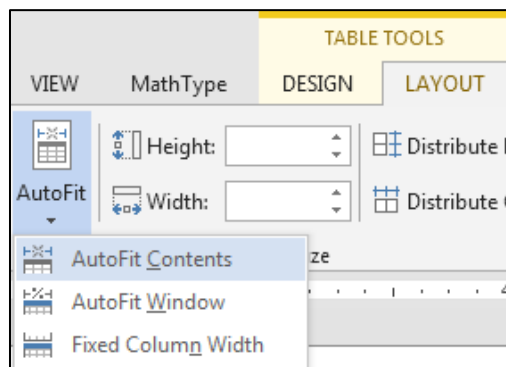 TABLE TOOLS
VIEW MathType DESIGN LAYOUT
AutoFit
Height:
Distribute
Width:
Distribute
AutoFit Contents
ze
AutoFit Window
Fixed Column Width